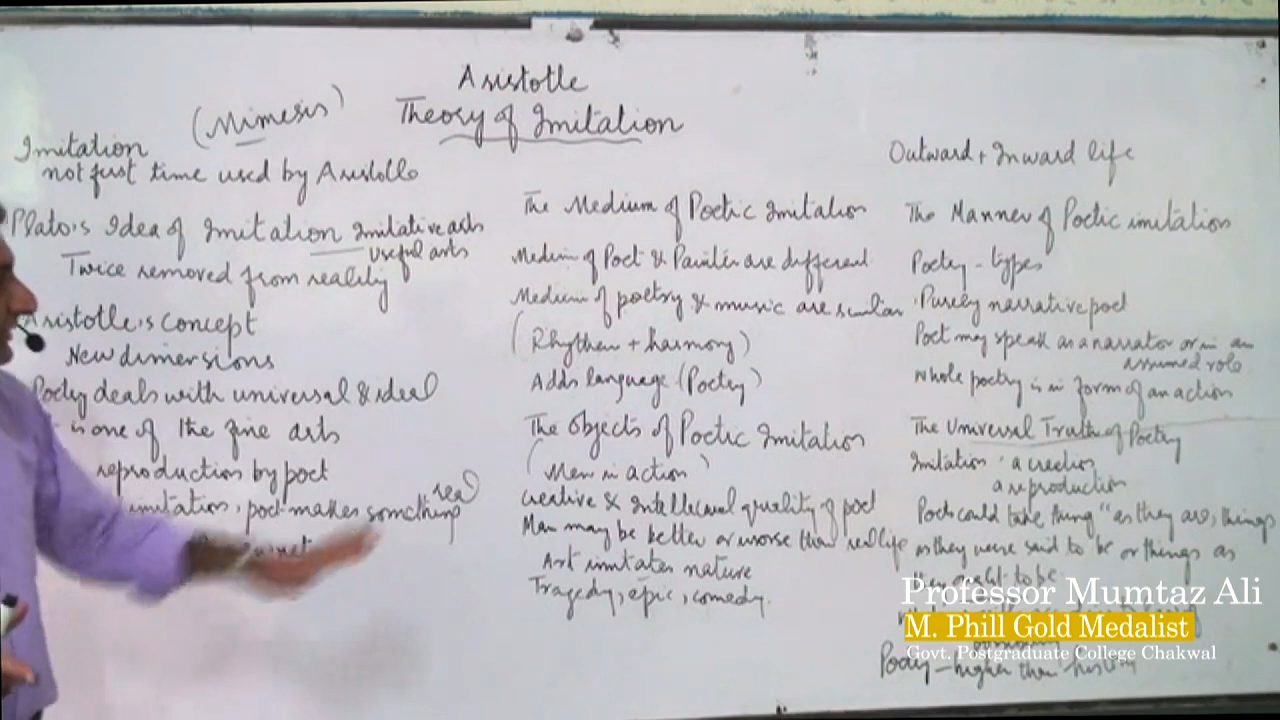 Aristotle
(Mimesis) Theory of Imitation
Imitation
not first time used by Aristotle
Plato's Idea of Imitation Imitative arts
Useful arts
Twice removed from reality
Aristotle's concept
New dimensions
Poetry deals with universal & ideal
is one of the fine arts
reproduction by poet
imitation, poet makes something real
The Medium of Poetic Imitation
Medium of Poet & Painter are different
Medium of poetry & music are similar
(Rhythem + harmony)
Adds language (Poetry)
The Objects of Poetic Imitation
(Men in action)
Creative & Intellectual quality of poet
Man may be better or worse than real life
Art imitates nature
Tragedy, epic, comedy.
Outward + Inward life
The Manner of Poetic imitation
Poetry - types
Purely narrative poet
Poet may speak as a narrator or in an
assumed role
Whole poetry is in form of an action
The Universal Truth of Poetry
Imitation a creation
a reproduction
Poets could take thing "as they are, things
as they were said to be or things as
they ought to be
Poetry - higher than history
Professor Mumtaz Ali
M. Phill Gold Medalist
Govt. Postgraduate College Chakwal